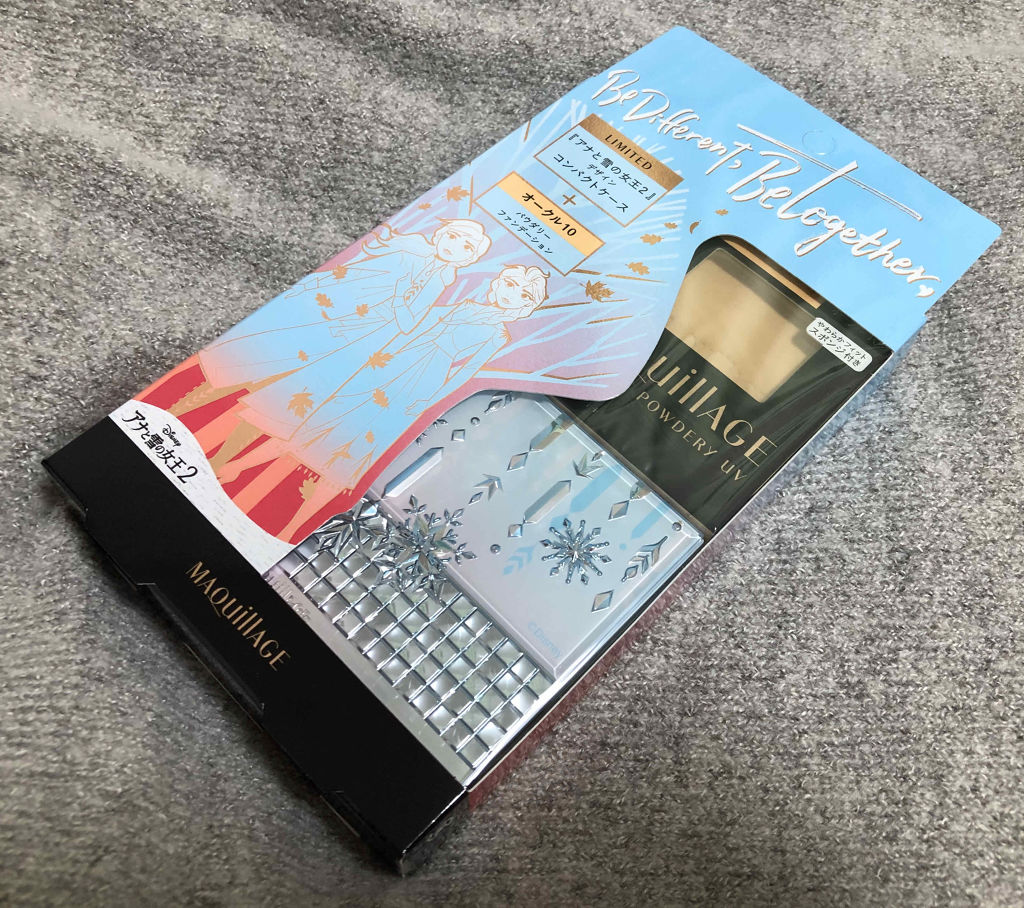 Be Different, Be Together,
LIMITED
『アナと雪の女王2』
デザイン
コンパクトケース
+
オークル10
パウダリー
ファンデーション
やわらかフィット
スポンジ付き
uillAGE
POWDERY UV
Disney
アナと雪の女王2
©Disney
MAQuillAGE